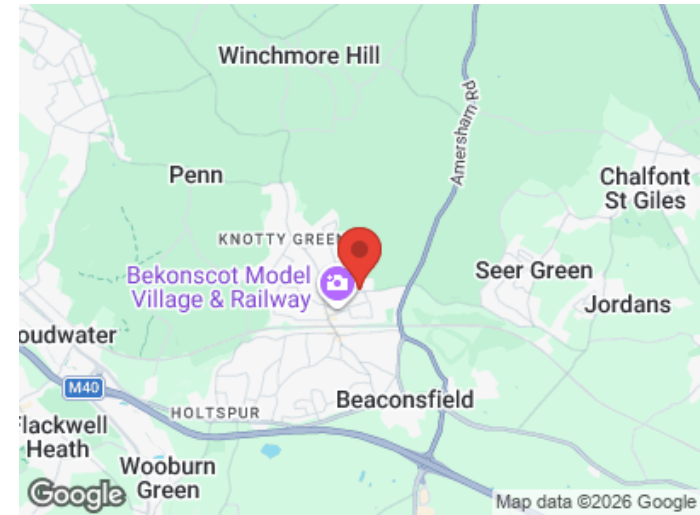 Winchmore Hill
Amersham Rd
Penn
Chalfont
St Giles
KNOTTY GREEN
Bekonscot Model
Village & Railway
Seer Green
Jordans
oudwater
M40
HOLTSPUR
Beaconsfield
Flackwell
Heath
Wooburn
Green
Google
Map data ©2026 Google